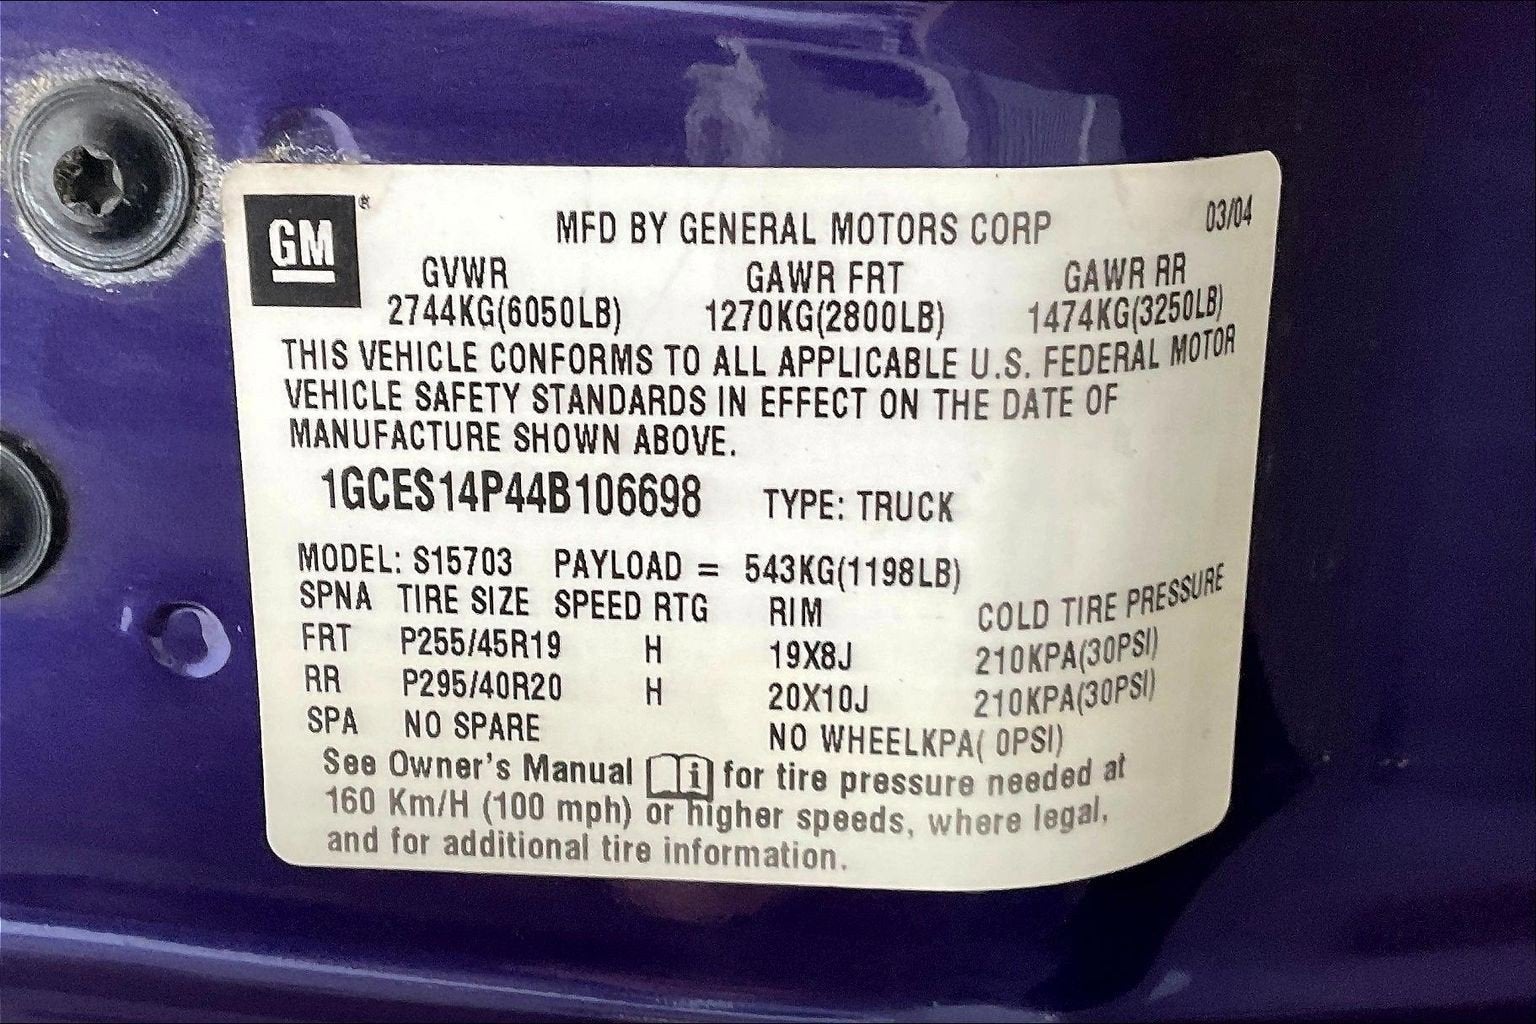 GM®
MFD BY GENERAL MOTORS CORP 03/04
GVWR GAWR FRT GAWR RR
2744KG(6050LB) 1270KG(2800LB) 1474KG(3250LB)
THIS VEHICLE CONFORMS TO ALL APPLICABLE U.S. FEDERAL MOTOR
VEHICLE SAFETY STANDARDS IN EFFECT ON THE DATE OF
MANUFACTURE SHOWN ABOVE.
1GCES14P44B106698 TYPE: TRUCK
MODEL: S15703 PAYLOAD = 543KG(1198LB)
SPNA TIRE SIZE SPEED RTG RIM COLD TIRE PRESSURE
FRT P255/45R19 H 19X8J 210KPA(30PSI)
RR P295/40R20 H 20X10J 210KPA(30PSI)
SPA NO SPARE NO WHEELKPA( 0PSI)
See Owner's Manual i for tire pressure needed at
160 Km/H (100 mph) or higher speeds, where legal,
and for additional tire information.